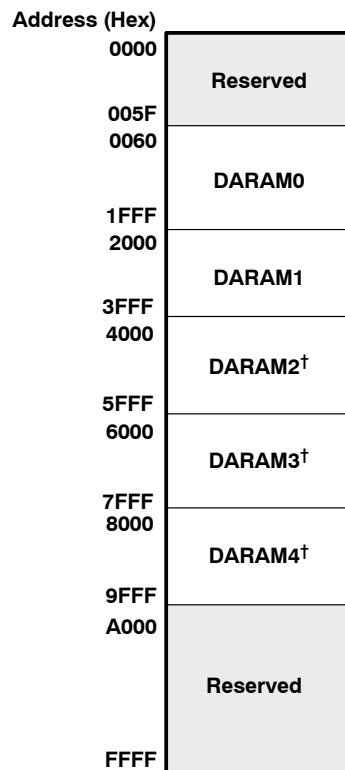 Address (Hex)
0000
Reserved
005F
0060
DARAM0
1FFF
2000
DARAM1
3FFF
4000
DARAM2†
5FFF
6000
DARAM3†
7FFF
8000
DARAM4†
9FFF
A000
Reserved
FFFF